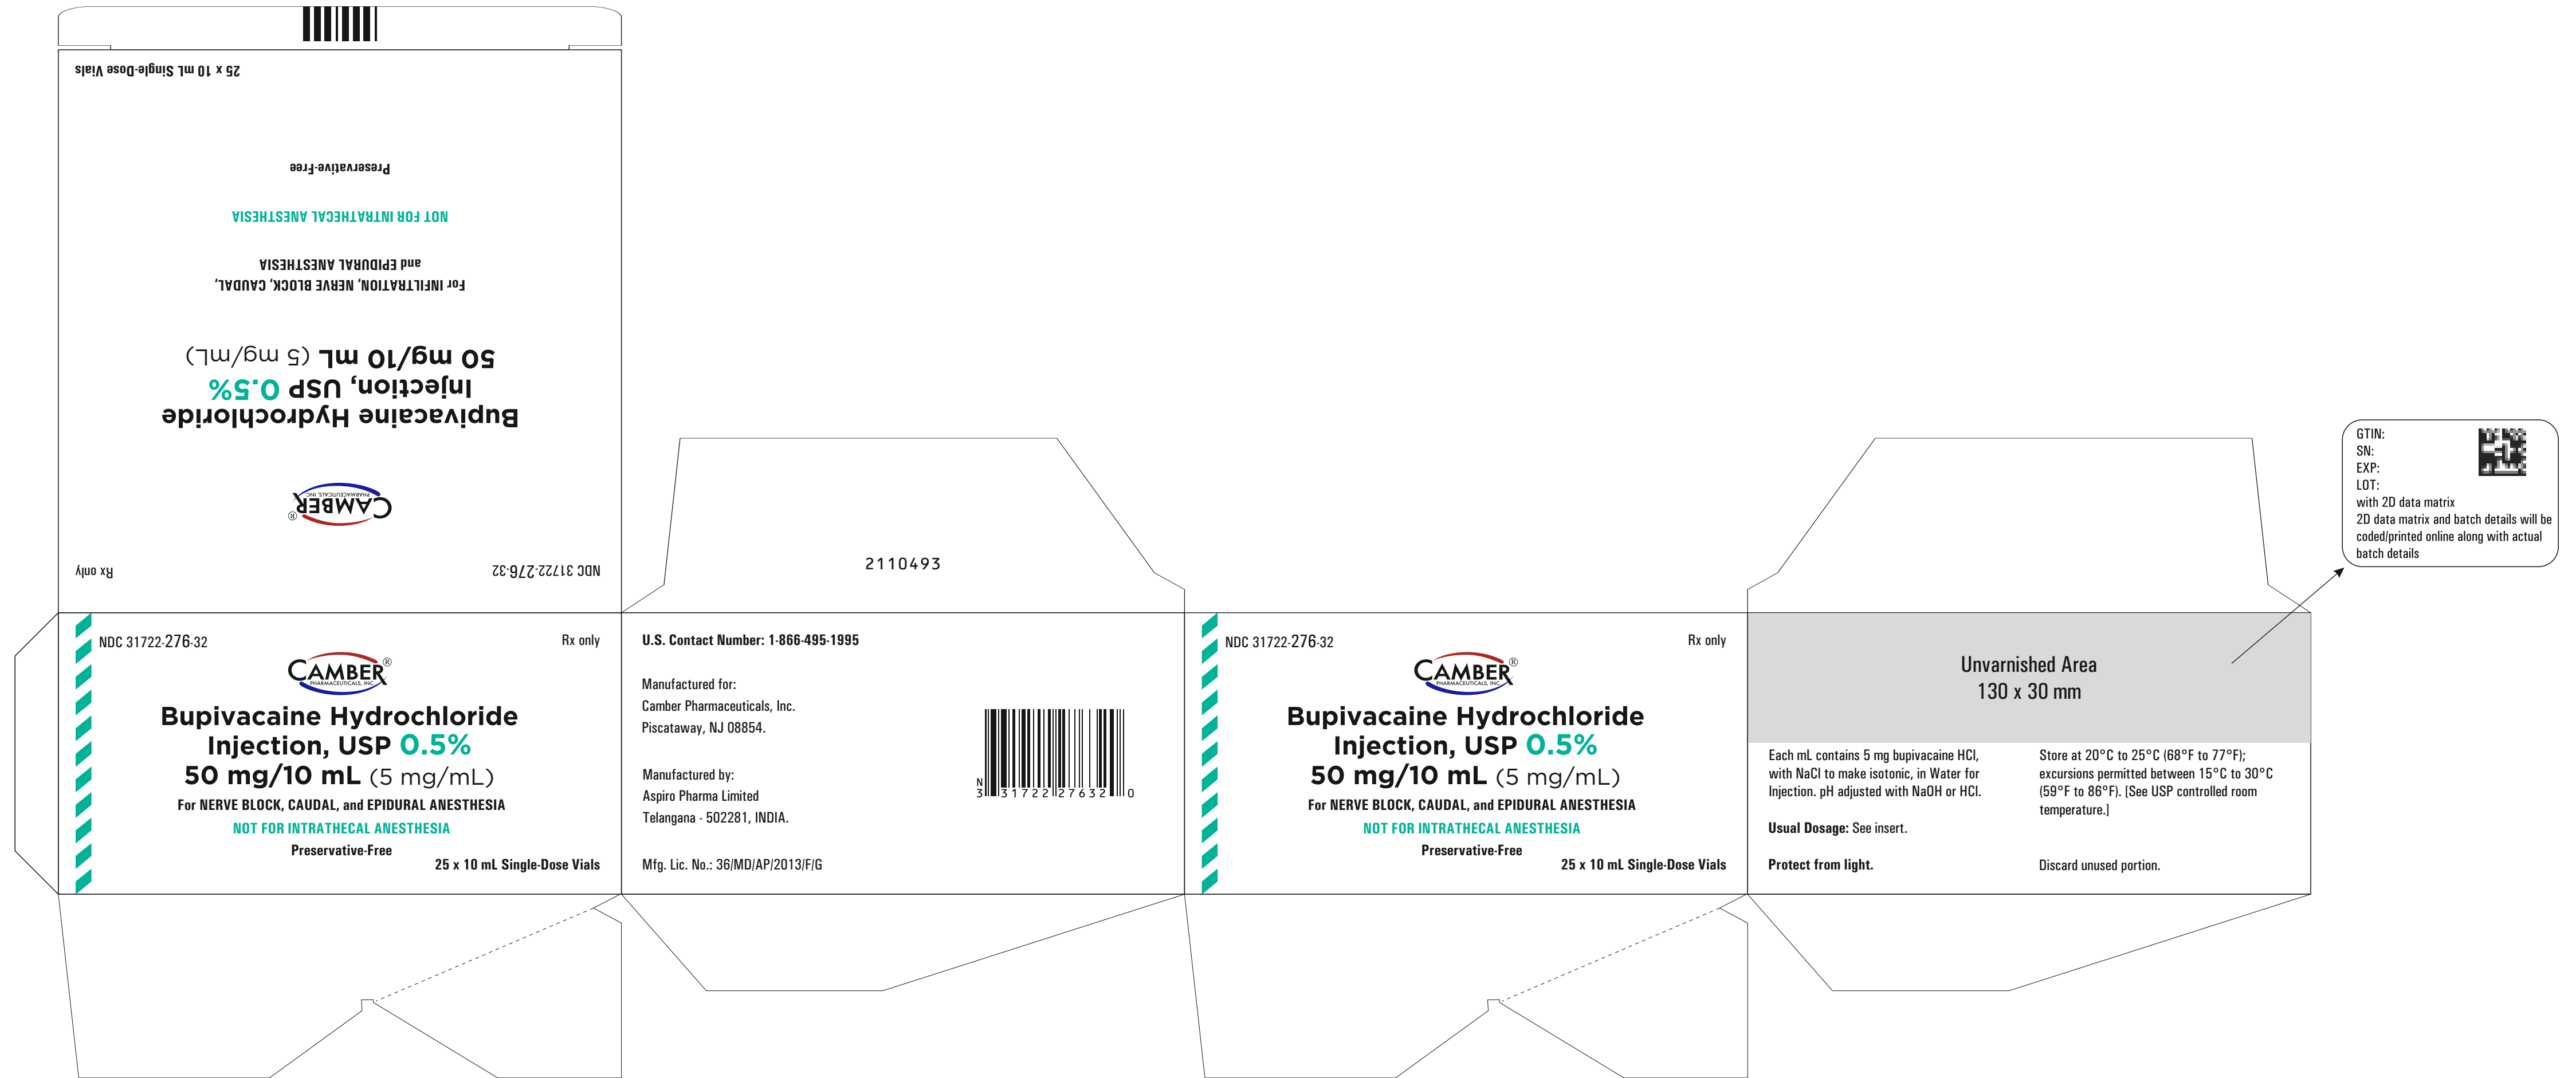 25 x 10 mL Single-Dose Vials
Preservative-Free
NOT FOR INTRATHECAL ANESTHESIA
For INFILTRATION, NERVE BLOCK, CAUDAL,
and EPIDURAL ANESTHESIA
Bupivacaine Hydrochloride
Injection, USP 0.5%
50 mg/10 mL (5 mg/mL)
CAMBER®
PHARMACEUTICALS, INC.
NDC 31722-276-32
Rx only
NDC 31722-276-32
Rx only
CAMBER®
PHARMACEUTICALS, INC.
Bupivacaine Hydrochloride
Injection, USP 0.5%
50 mg/10 mL (5 mg/mL)
For NERVE BLOCK, CAUDAL, and EPIDURAL ANESTHESIA
NOT FOR INTRATHECAL ANESTHESIA
Preservative-Free
25 x 10 mL Single-Dose Vials
2110493
U.S. Contact Number: 1-866-495-1995
Manufactured for:
Camber Pharmaceuticals, Inc.
Piscataway, NJ 08854.
Manufactured by:
Aspiro Pharma Limited
Telangana - 502281, INDIA.
Mfg. Lic. No.: 36/MD/AP/2013/F/G
N
3 31722 27632 0
NDC 31722-276-32
Rx only
CAMBER®
PHARMACEUTICALS, INC.
Bupivacaine Hydrochloride
Injection, USP 0.5%
50 mg/10 mL (5 mg/mL)
For NERVE BLOCK, CAUDAL, and EPIDURAL ANESTHESIA
NOT FOR INTRATHECAL ANESTHESIA
Preservative-Free
25 x 10 mL Single-Dose Vials
Unvarnished Area
130 x 30 mm
Each mL contains 5 mg bupivacaine HCl,
with NaCl to make isotonic, in Water for
Injection. pH adjusted with NaOH or HCl.
Usual Dosage: See insert.
Protect from light.
Store at 20°C to 25°C (68°F to 77°F);
excursions permitted between 15°C to 30°C
(59°F to 86°F). [See USP controlled room
temperature.]
Discard unused portion.
GTIN:
SN:
EXP:
LOT:
with 2D data matrix
2D data matrix and batch details will be
coded/printed online along with actual
batch details